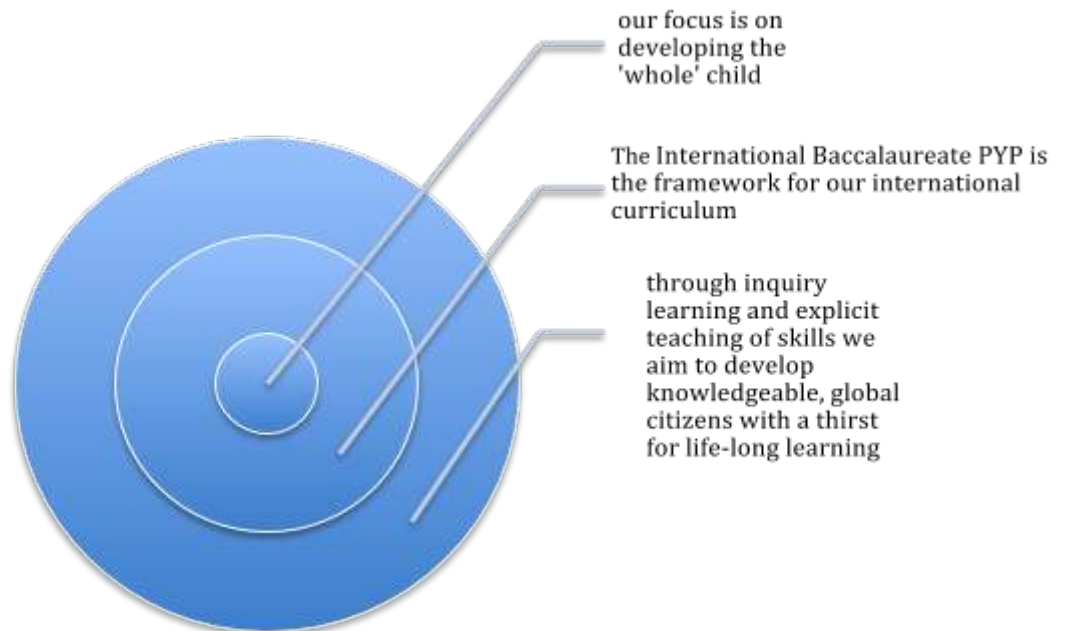 our focus is on
developing the
'whole' child
The International Baccalaureate PYP is
the framework for our international
curriculum
through inquiry
learning and explicit
teaching of skills we
aim to develop
knowledgeable, global
citizens with a thirst
for life-long learning